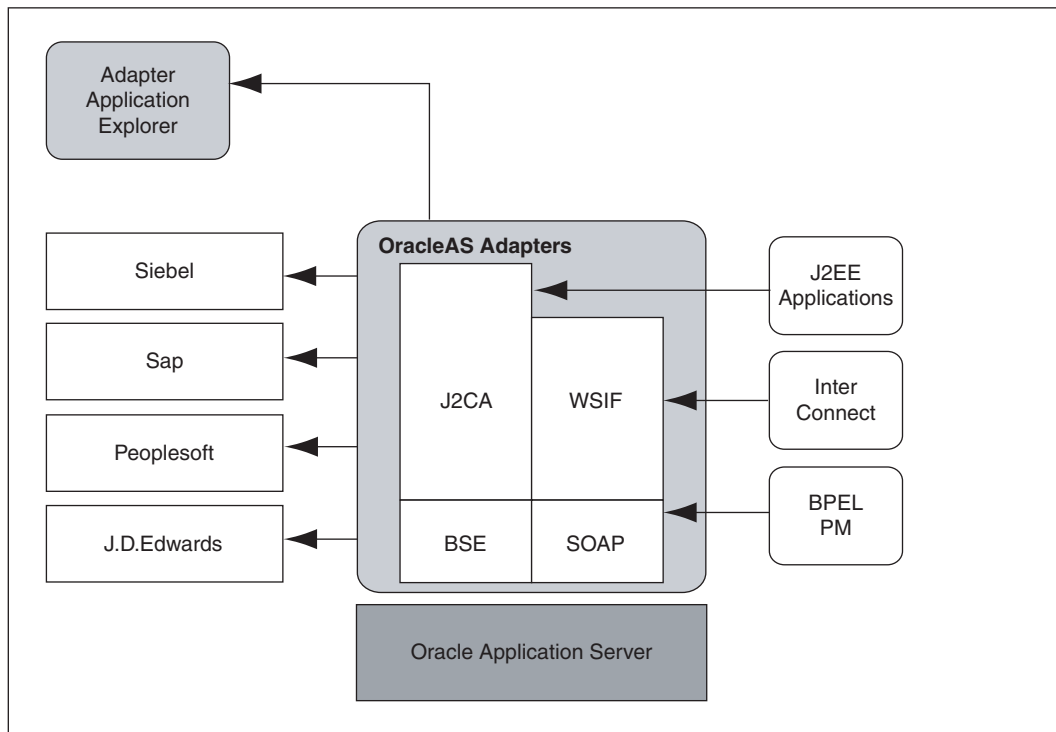 Adapter
Application
Explorer
OracleAS Adapters
Siebel
Sap
Peoplesoft
J.D.Edwards
J2CA
WSIF
BSE
SOAP
J2EE
Applications
Inter
Connect
BPEL
PM
Oracle Application Server